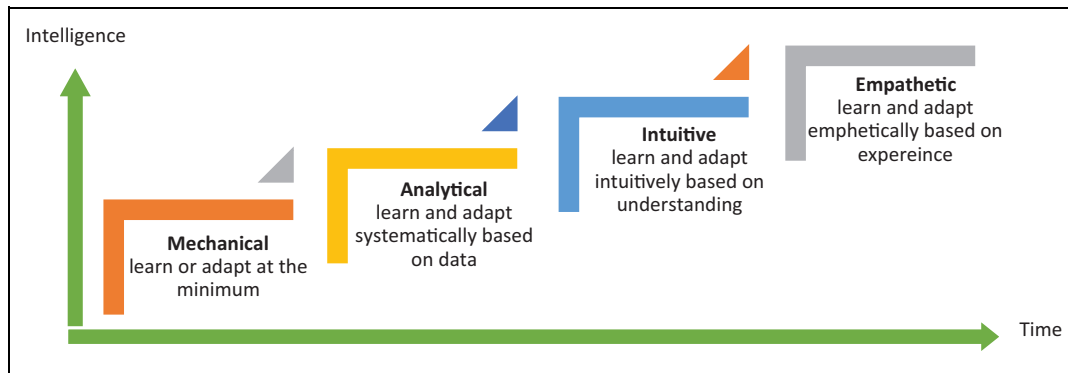 Intelligence
Mechanical
learn or adapt at the
minimum
Analytical
learn and adapt
systematically based
on data
Intuitive
learn and adapt
intuitively based on
understanding
Empathetic
learn and adapt
emphetically based on
expereince
Time